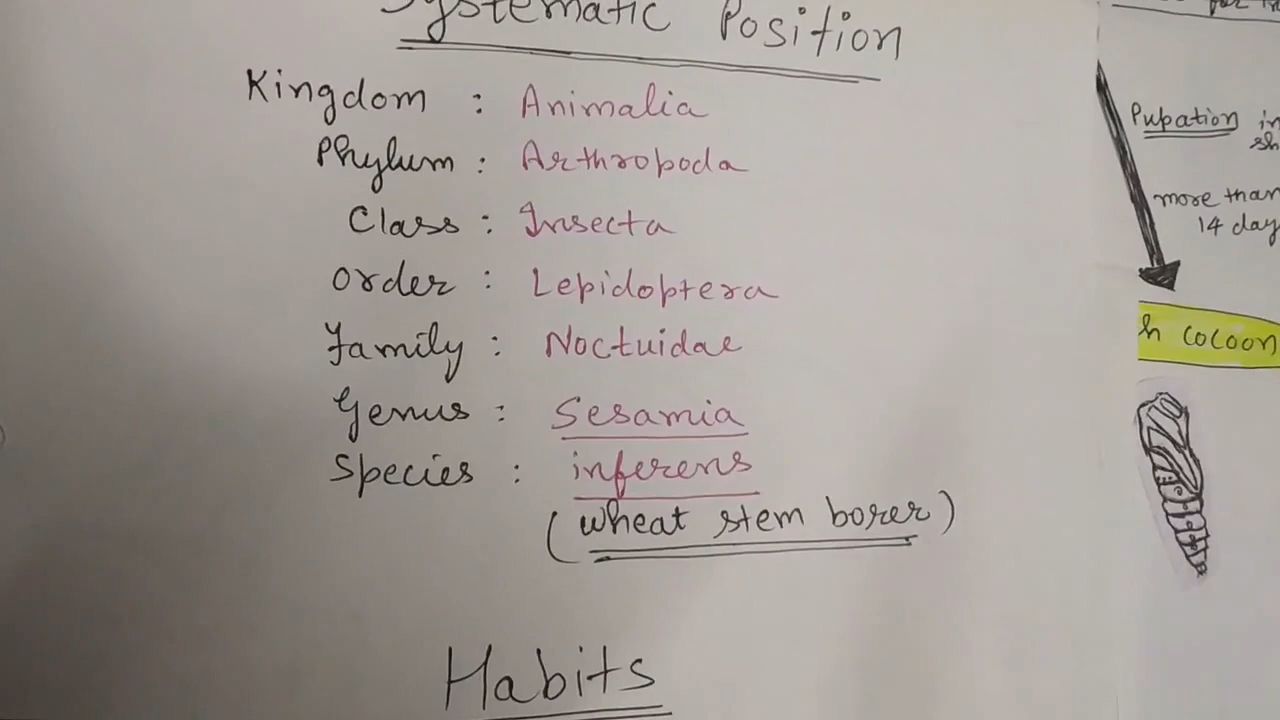 Systematic Position
Kingdom : Animalia
Phylum : Arthropoda
Class : Insecta
Order : Lepidoptera
Family : Noctuidae
Genus : Sesamia
Species : inferens
(wheat stem borer)
Habits
Pupation in
more than
14 day
cocoon